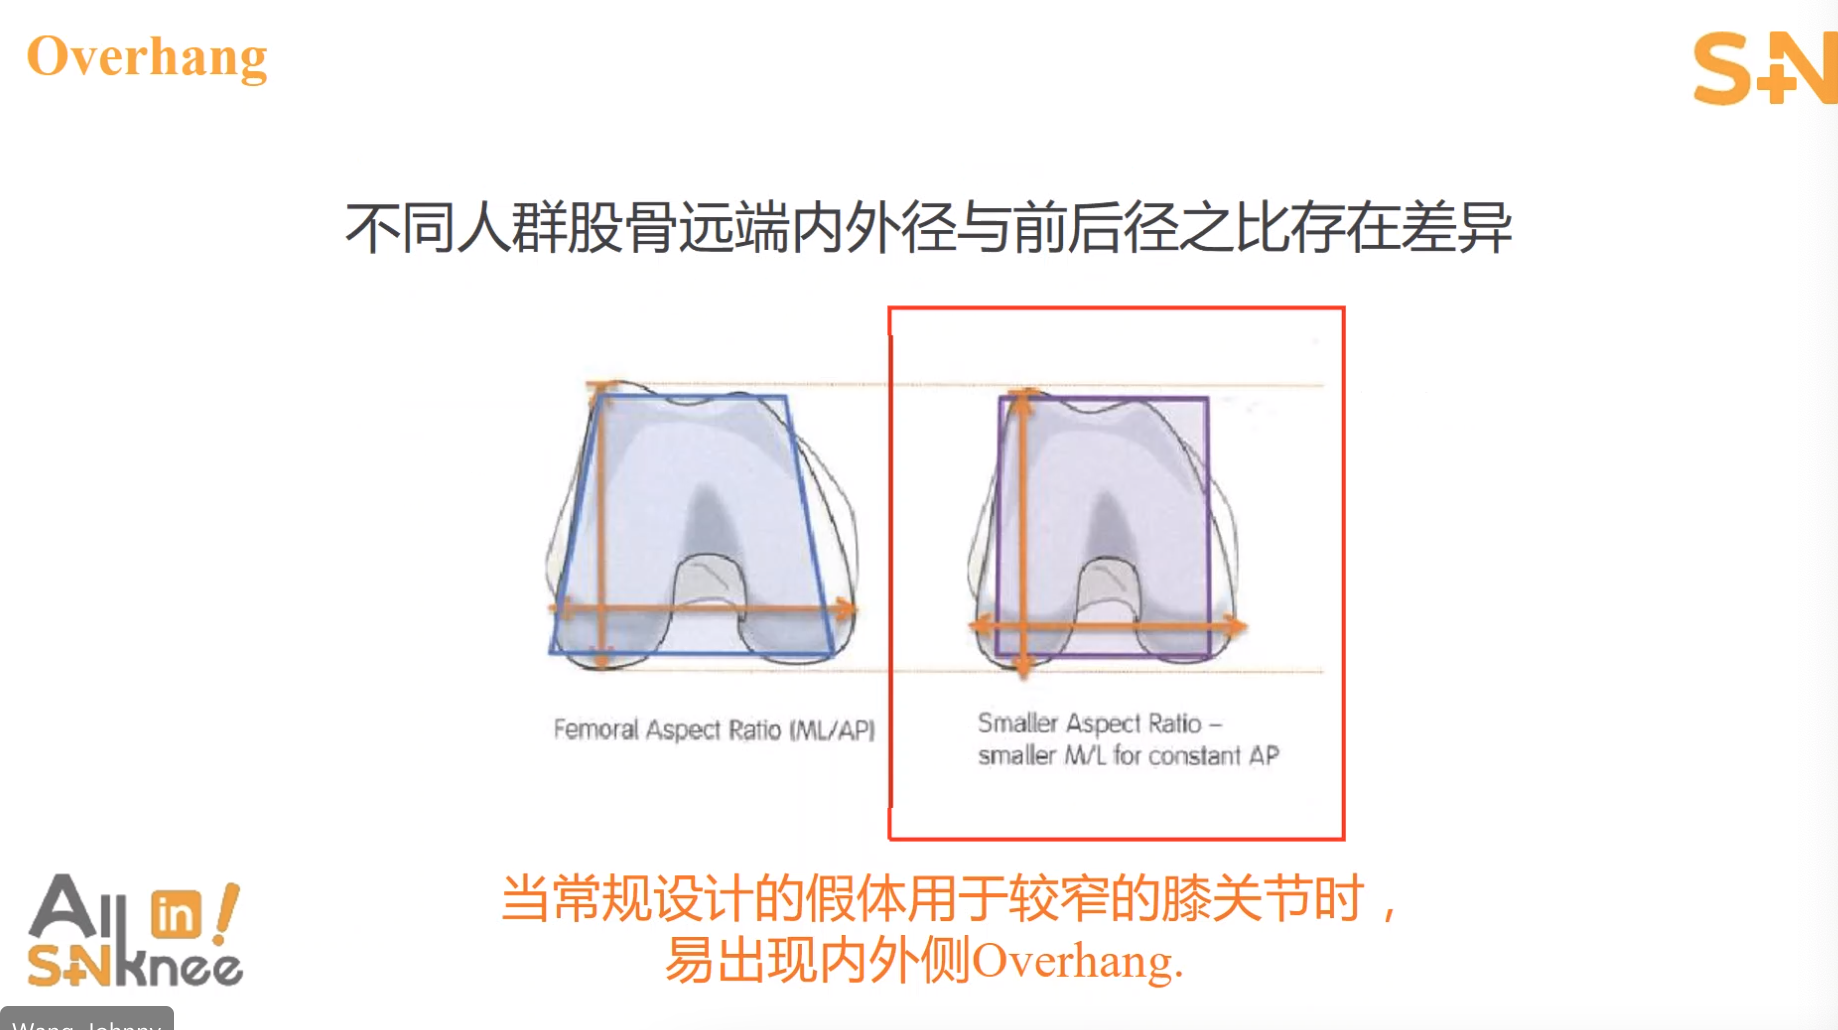 Overhang
S+N
不同人群股骨远端内外径与前后径之比存在差异
Femoral Aspect Ratio (ML/AP)
Smaller Aspect Ratio –
smaller M/L for constant AP
当常规设计的假体用于较窄的膝关节时，
易出现内外侧Overhang.
All in!
S+N knee